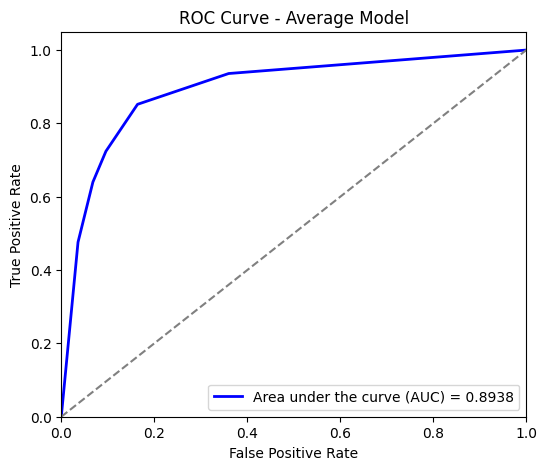 ROC Curve - Average Model
True Positive Rate
1.0
0.8
0.6
0.4
0.2
0.0
Area under the curve (AUC) = 0.8938
0.0 0.2 0.4 0.6 0.8 1.0
False Positive Rate